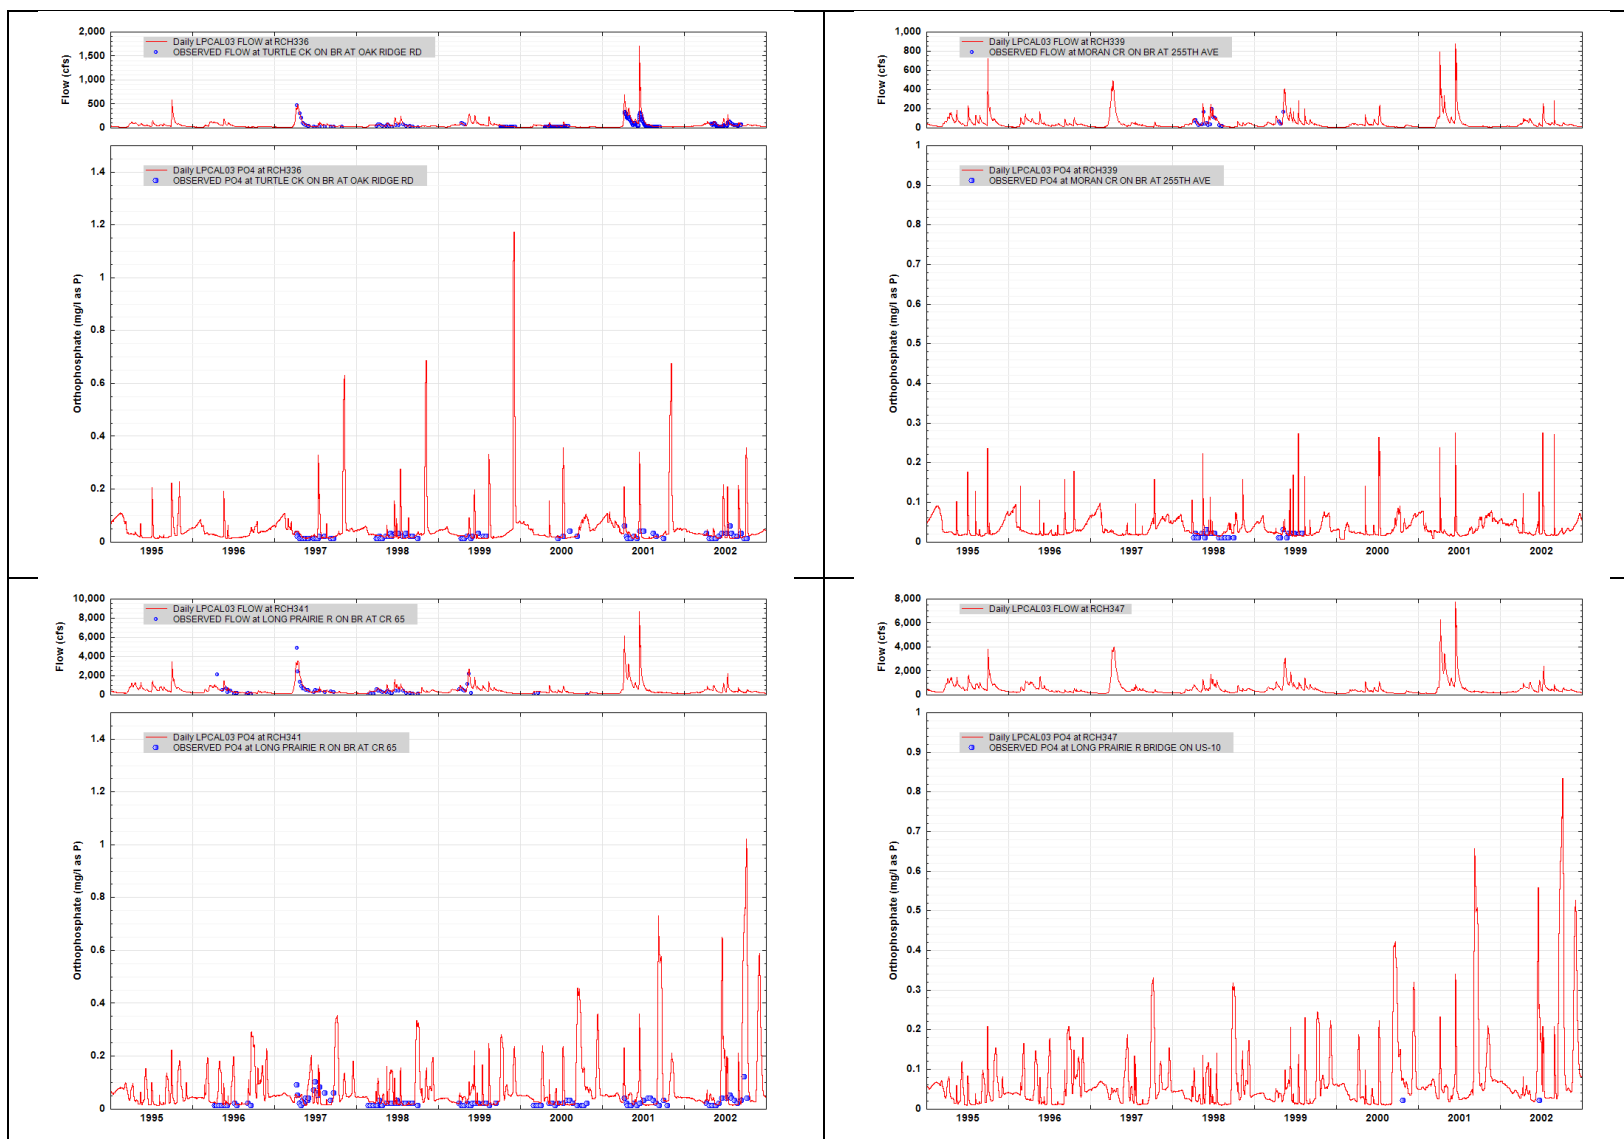 2,000
1,500
1,000
500
0
Flow (cfs)
Daily LPCAL03 FLOW at RCH336
OBSERVED FLOW at TURTLE CK ON BR AT OAK RIDGE RD
1.4
1.2
1
0.8
0.6
0.4
0.2
0
Orthophosphate (mg/l as P)
Daily LPCAL03 PO4 at RCH336
OBSERVED PO4 at TURTLE CK ON BR AT OAK RIDGE RD
1995 1996 1997 1998 1999 2000 2001 2002
1,000
800
600
400
200
0
Flow (cfs)
Daily LPCAL03 FLOW at RCH339
OBSERVED FLOW at MORAN CR ON BR AT 255TH AVE
1
0.9
0.8
0.7
0.6
0.5
0.4
0.3
0.2
0.1
0
Orthophosphate (mg/l as P)
Daily LPCAL03 PO4 at RCH339
OBSERVED PO4 at MORAN CR ON BR AT 255TH AVE
1995 1996 1997 1998 1999 2000 2001 2002
10,000
8,000
6,000
4,000
2,000
0
Flow (cfs)
Daily LPCAL03 FLOW at RCH341
OBSERVED FLOW at LONG PRAIRIE R ON BR AT CR 65
1.4
1.2
1
0.8
0.6
0.4
0.2
0
Orthophosphate (mg/l as P)
Daily LPCAL03 PO4 at RCH341
OBSERVED PO4 at LONG PRAIRIE R ON BR AT CR 65
1995 1996 1997 1998 1999 2000 2001 2002
8,000
6,000
4,000
2,000
0
Flow (cfs)
Daily LPCAL03 FLOW at RCH347
1
0.9
0.8
0.7
0.6
0.5
0.4
0.3
0.2
0.1
0
Orthophosphate (mg/l as P)
Daily LPCAL03 PO4 at RCH347
OBSERVED PO4 at LONG PRAIRIE R BRIDGE ON US-10
1995 1996 1997 1998 1999 2000 2001 2002